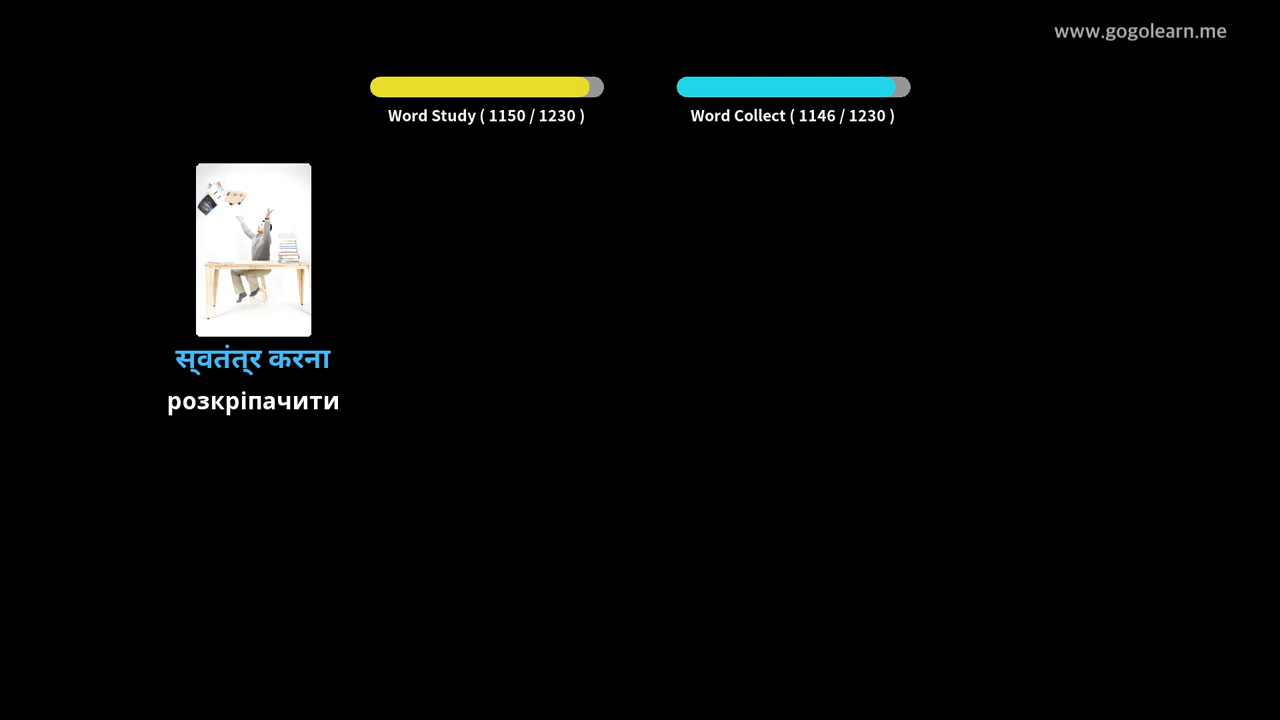 www.gogolearn.me
Word Study ( 1150 / 1230 )
Word Collect ( 1146 / 1230 )
स्वतंत्र करना
розкріпачити